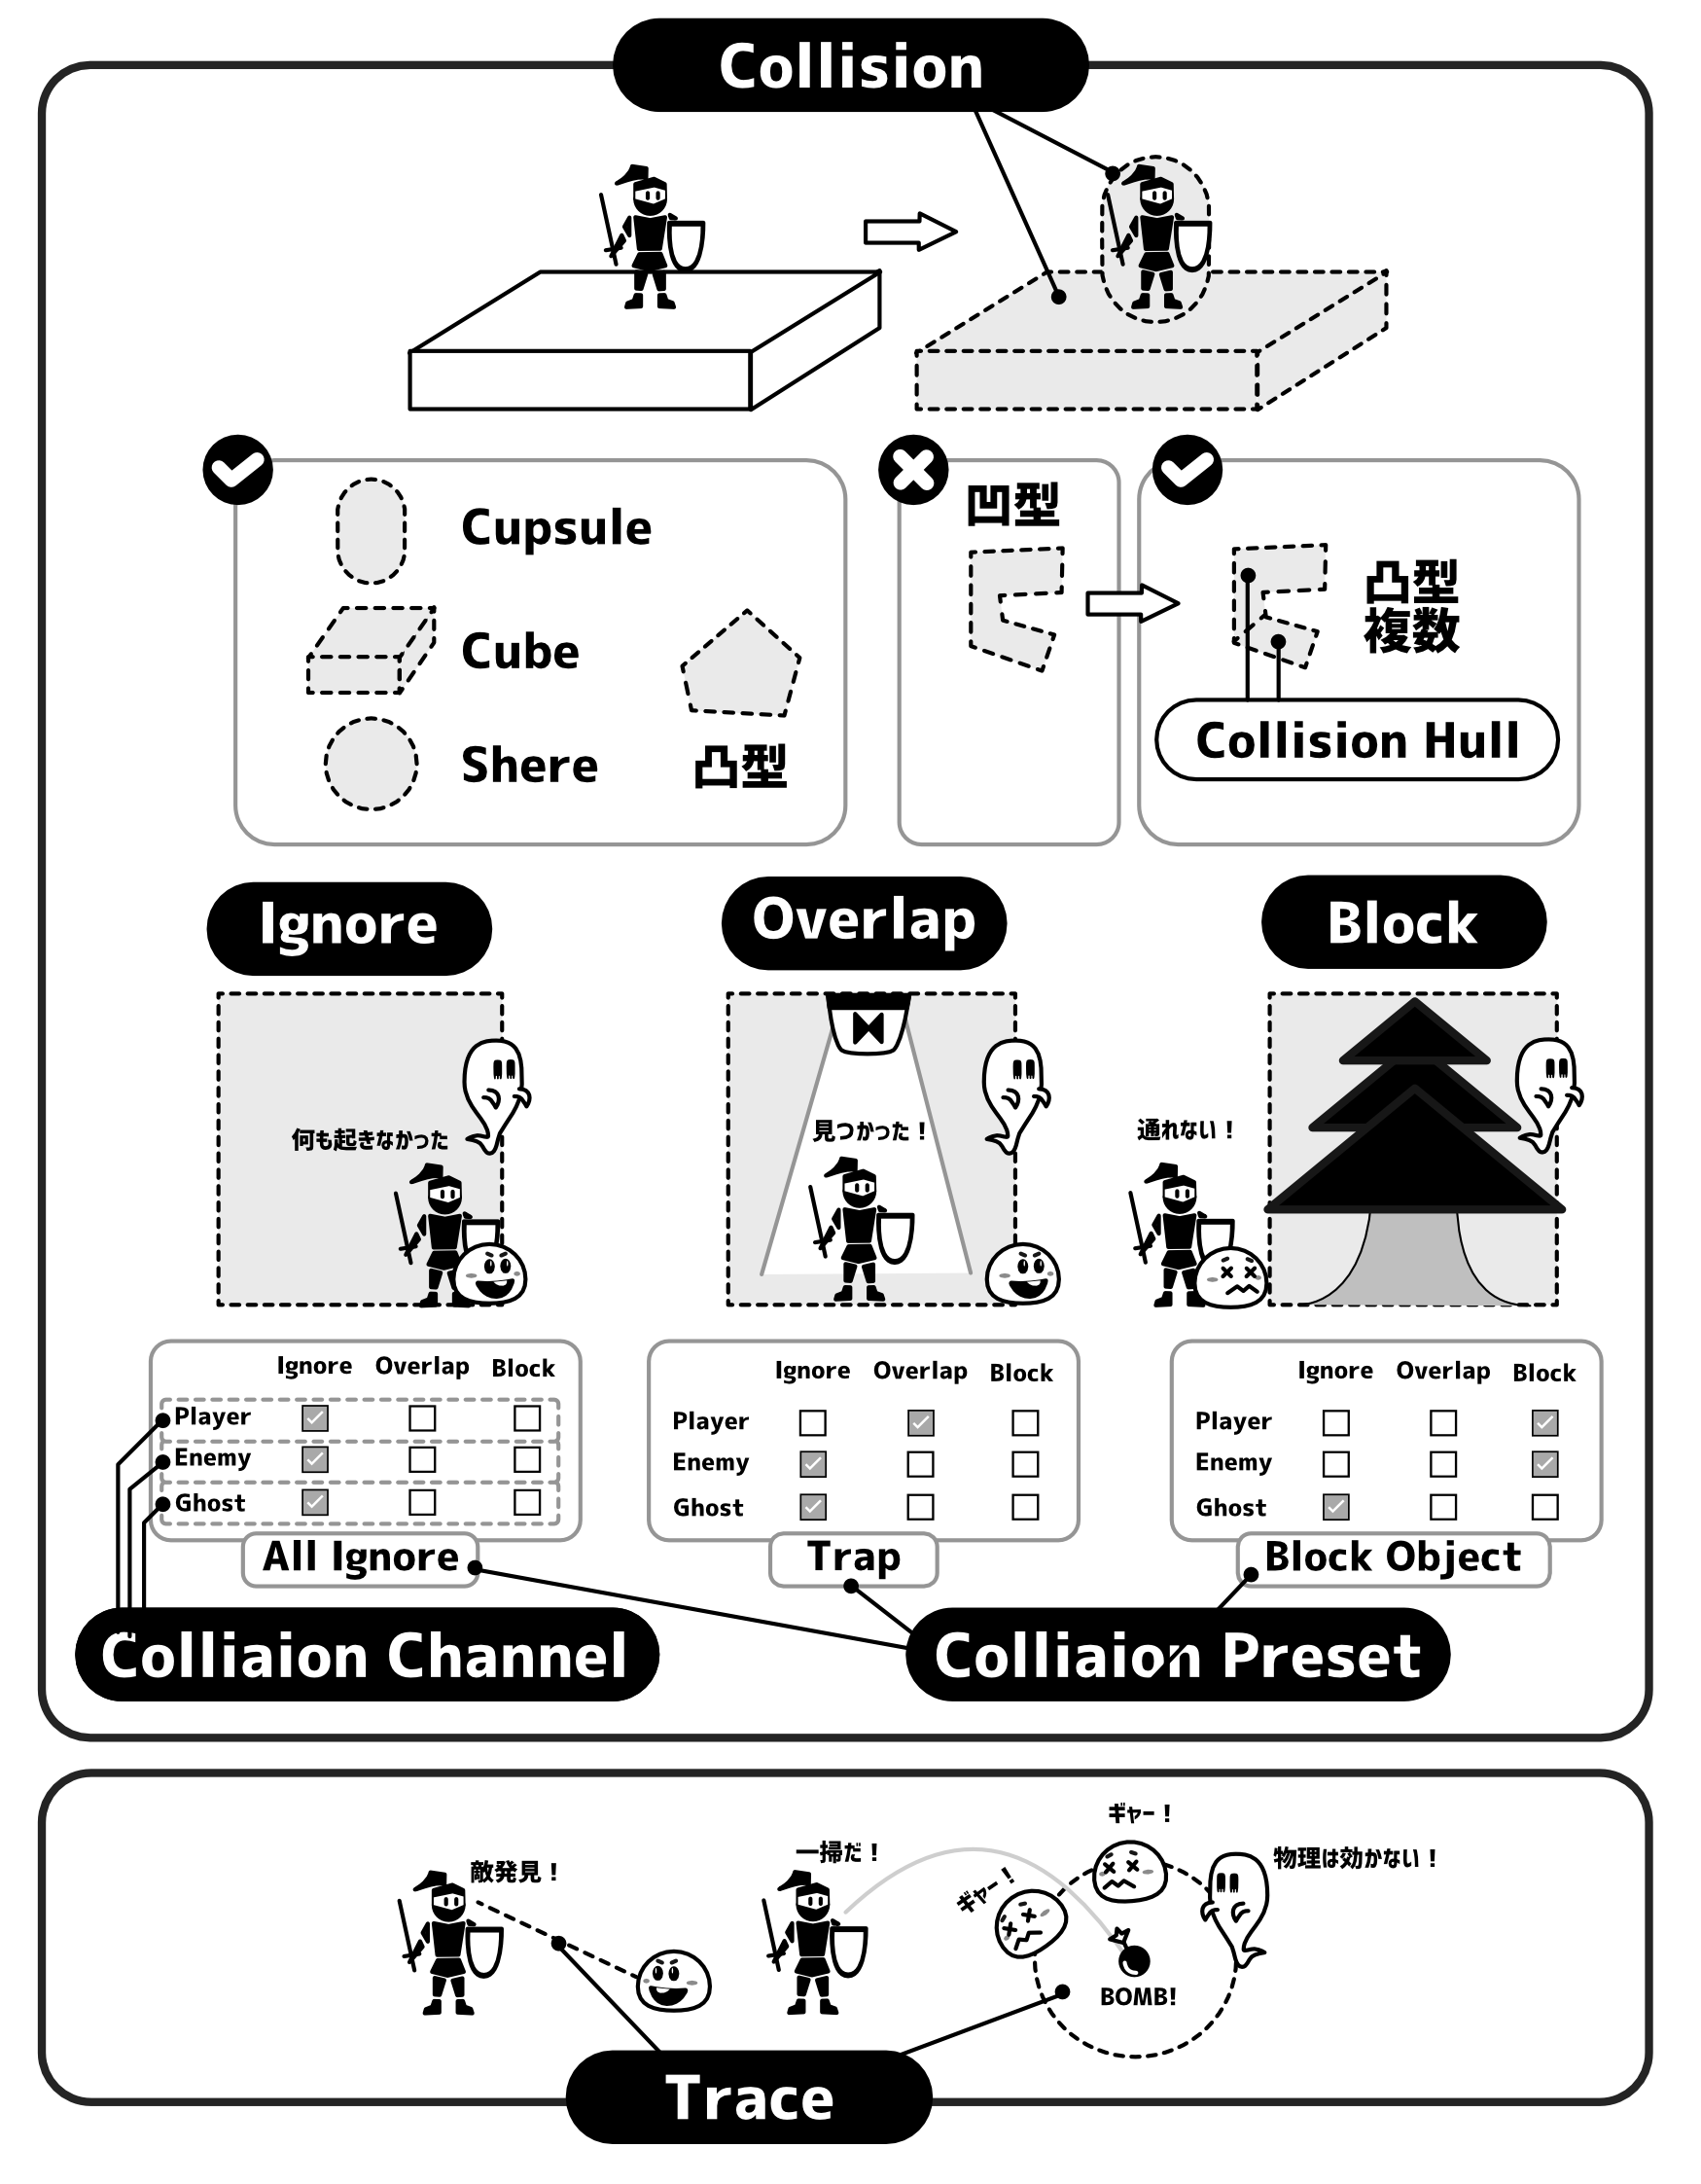 Collision
Cupsule
Cube
Shere
凸型
凹型
凸型
複数
Collision Hull
Ignore
Overlap
Block
何も起きなかった
見つかった！
通れない！
Ignore Overlap Block
Player
Enemy
Ghost
All Ignore
Ignore Overlap Block
Player
Enemy
Ghost
Trap
Ignore Overlap Block
Player
Enemy
Ghost
Block Object
Colliaion Channel
Colliaion Preset
敵発見！
一掃だ！
ギャー！
ギャー！
物理は効かない！
BOMB!
Trace